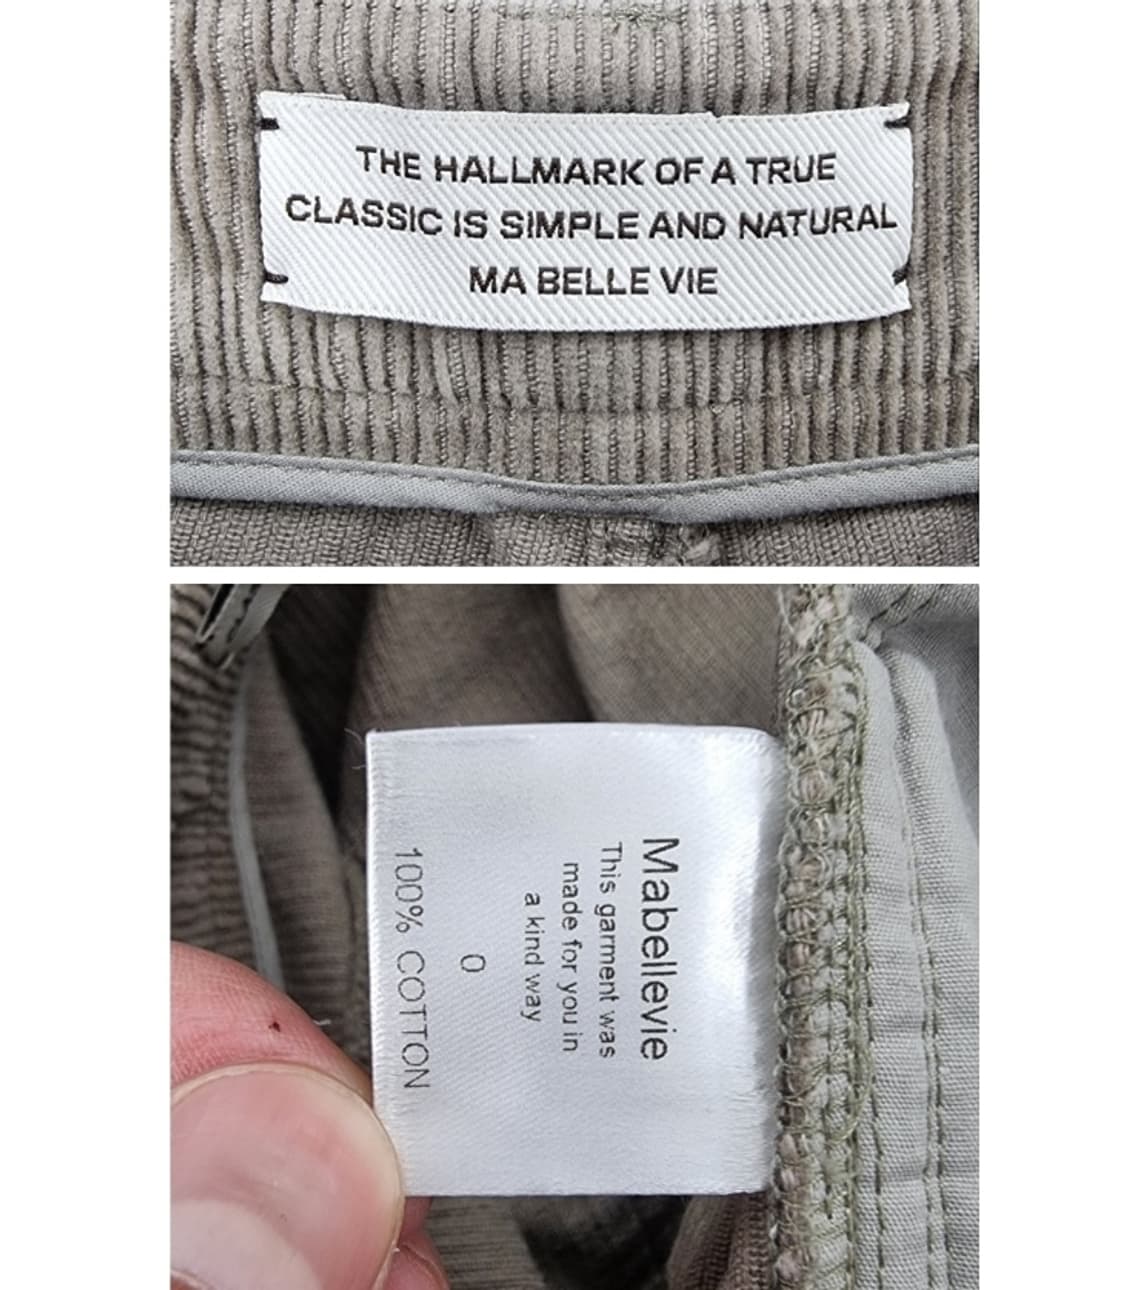 THE HALLMARK OF A TRUE
CLASSIC IS SIMPLE AND NATURAL
MA BELLE VIE
Mabellevie
This garment was
made for you in
a kind way
0
100% COTTON